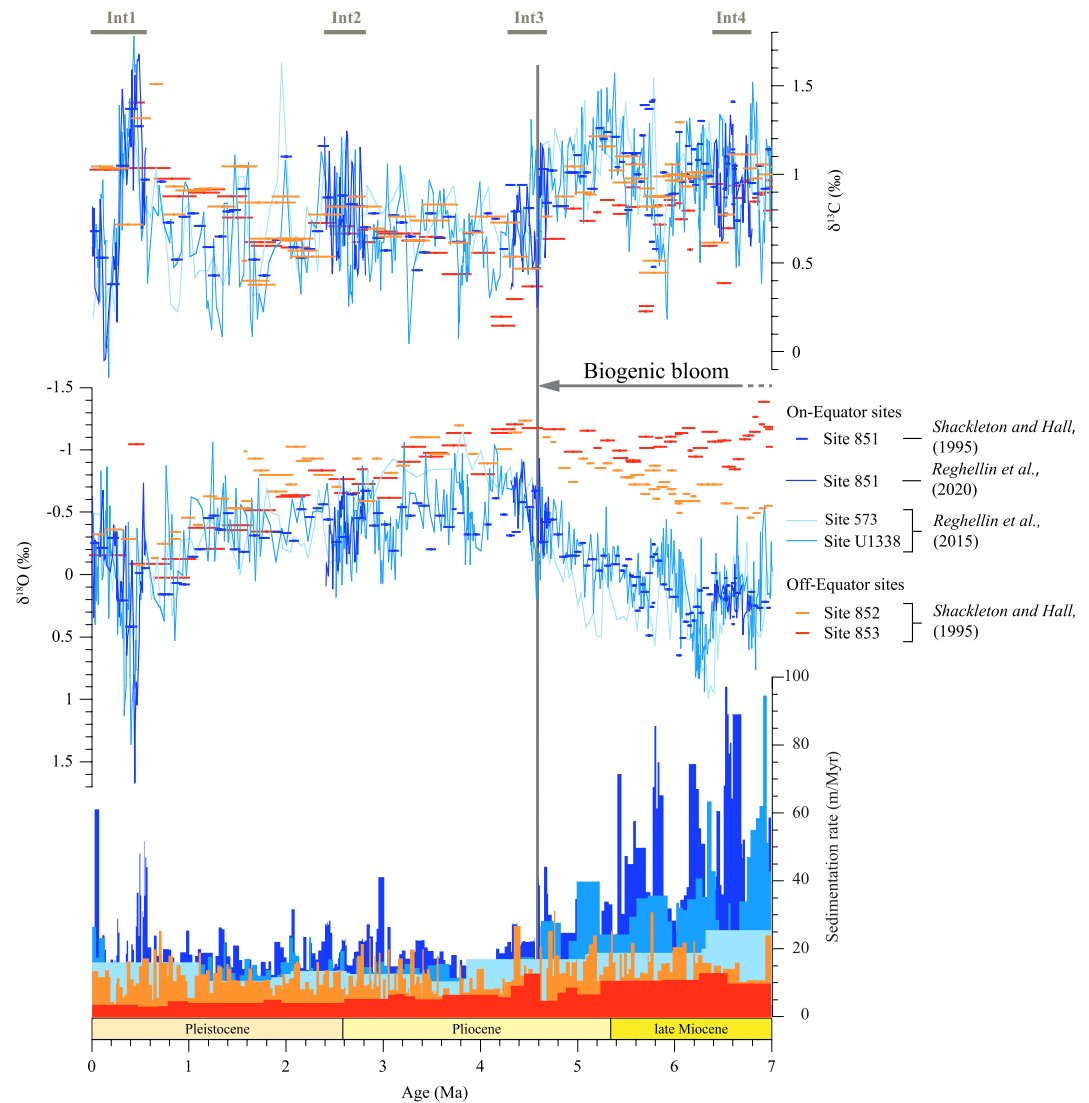 Int1 Int2 Int3 Int4
1.5
1
0.5
0
δ¹³C (‰)
Biogenic bloom
-1.5
-1
-0.5
0
0.5
1
1.5
δ¹⁸O (‰)
On-Equator sites
Site 851
Shackleton and Hall,
(1995)
Site 851
Reghellin et al.,
(2020)
Site 573
Site U1338
Reghellin et al.,
(2015)
Off-Equator sites
Site 852
Site 853
Shackleton and Hall,
(1995)
100
80
60
40
20
0
Sedimentation rate (m/Myr)
Pleistocene Pliocene late Miocene
0 1 2 3 4 5 6 7
Age (Ma)